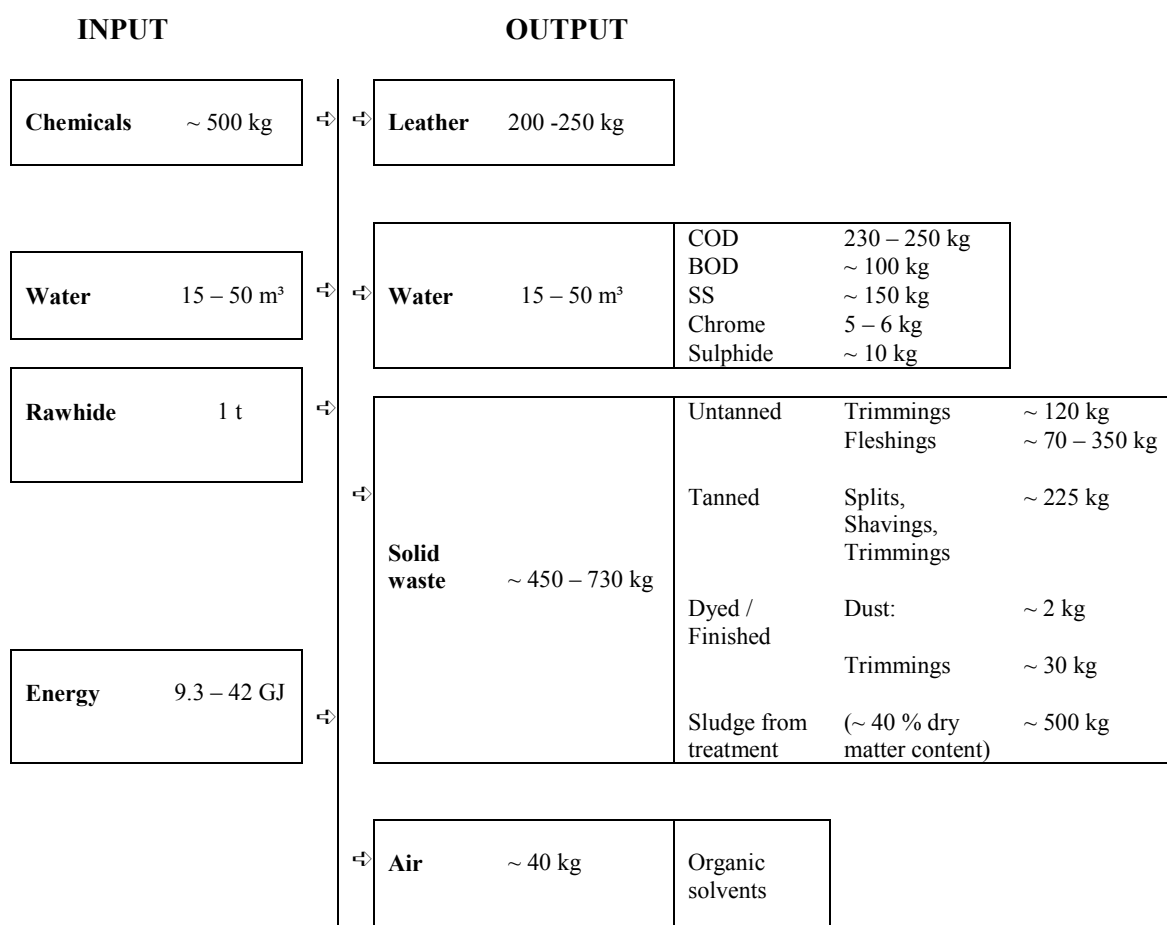 INPUT OUTPUT
Chemicals ~ 500 kg Leather 200 -250 kg
COD 230 – 250 kg
BOD ~ 100 kg
Water 15 – 50 m³ Water 15 – 50 m³ SS ~ 150 kg
Chrome 5 – 6 kg
Sulphide ~ 10 kg
Rawhide 1 t Untanned Trimmings ~ 120 kg
Fleshings ~ 70 – 350 kg
Tanned Splits, ~ 225 kg
Shavings,
Trimmings
Solid
waste ~ 450 – 730 kg
Dyed / Dust: ~ 2 kg
Finished
Trimmings ~ 30 kg
Energy 9.3 – 42 GJ
Sludge from (~ 40 % dry ~ 500 kg
treatment matter content)
Air ~ 40 kg Organic
solvents